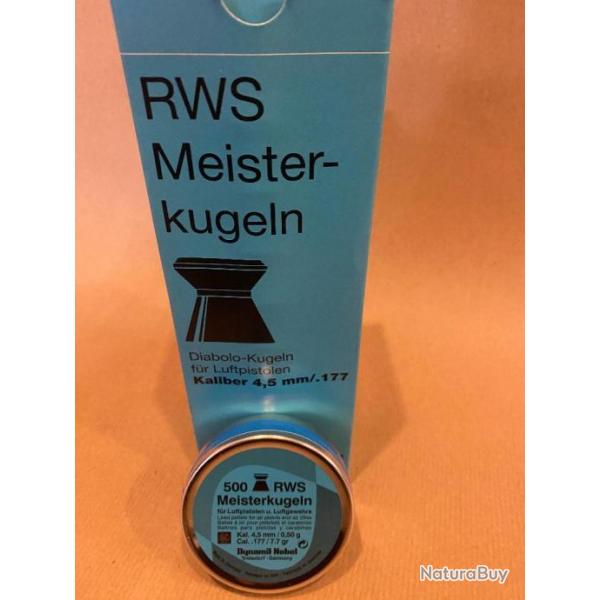 RWS
Meister-
kugeln
Diabolo-Kugeln
für Luftpistolen
Kaliber 4,5 mm/.177
500 RWS
Meisterkugeln
für Luftpistolen u. Luftgewehre
Kal. 4,5 mm / 0,50 g
Cal. .177 / 7.7 gr
Dynamit Nobel
Troisdorf · Germany
NaturaBuy